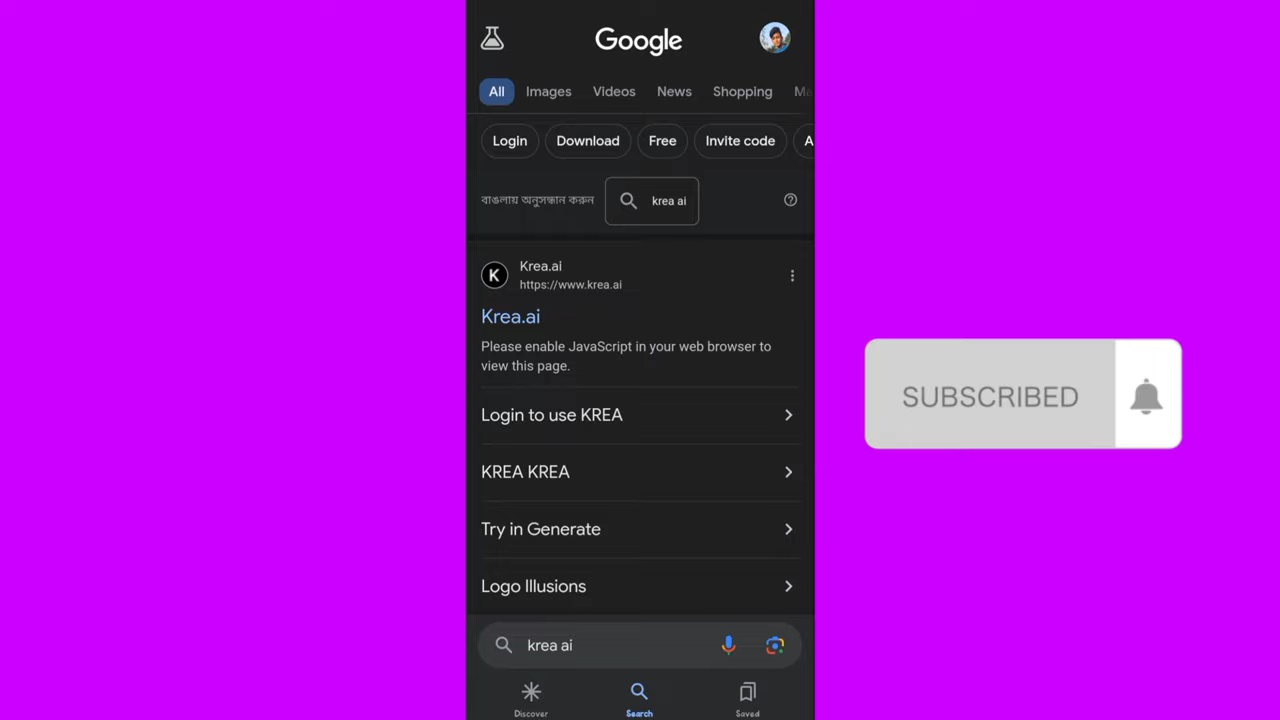 Google
All Images Videos News Shopping
Login Download Free Invite code
বাঙলায় অনুসন্ধান করুন krea ai
K
Krea.ai
https://www.krea.ai
Krea.ai
Please enable JavaScript in your web browser to
view this page.
Login to use KREA
KREA KREA
Try in Generate
Logo Illusions
krea ai
Discover Search Saved
SUBSCRIBED